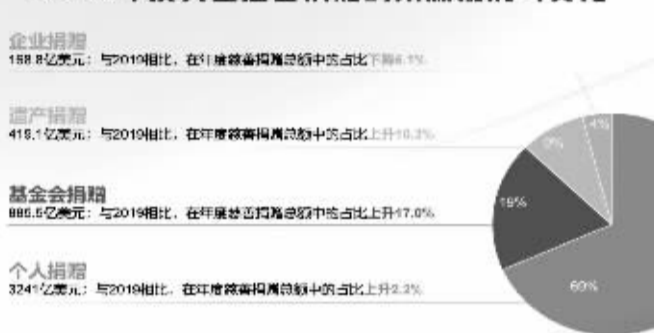 企业捐赠
168.8亿美元：与2019相比，在年度慈善捐赠总额中的占比下降6.1%
遗产捐赠
419.1亿美元：与2019相比，在年度慈善捐赠总额中的占比上升10.3%
基金会捐赠
885.5亿美元：与2019相比，在年度慈善捐赠总额中的占比上升17.0%
个人捐赠
3241亿美元：与2019相比，在年度慈善捐赠总额中的占比上升2.2%
4%
9%
19%
69%